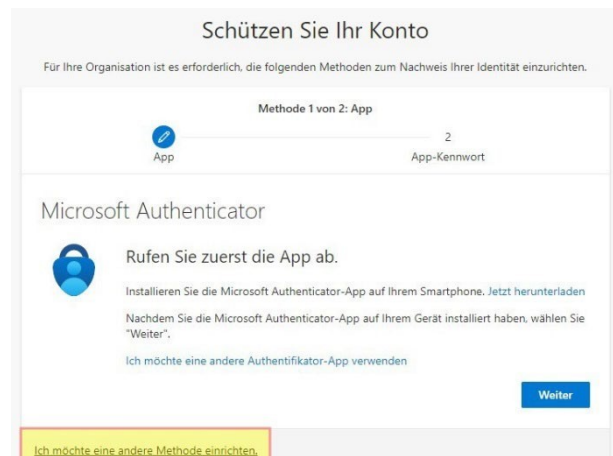 Schützen Sie Ihr Konto
Für Ihre Organisation ist es erforderlich, die folgenden Methoden zum Nachweis Ihrer Identität einzurichten.
Methode 1 von 2: App
App
2
App-Kennwort
Microsoft Authenticator
Rufen Sie zuerst die App ab.
Installieren Sie die Microsoft Authenticator-App auf Ihrem Smartphone. Jetzt herunterladen
Nachdem Sie die Microsoft Authenticator-App auf Ihrem Gerät installiert haben, wählen Sie
"Weiter".
Ich möchte eine andere Authentifikator-App verwenden
Weiter
Ich möchte eine andere Methode einrichten.